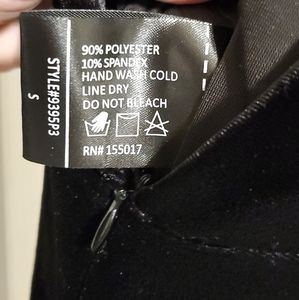 90% POLYESTER
10% SPANDEX
HAND WASH COLD
LINE DRY
DO NOT BLEACH
RN# 155017
STYLE#9395P3
S